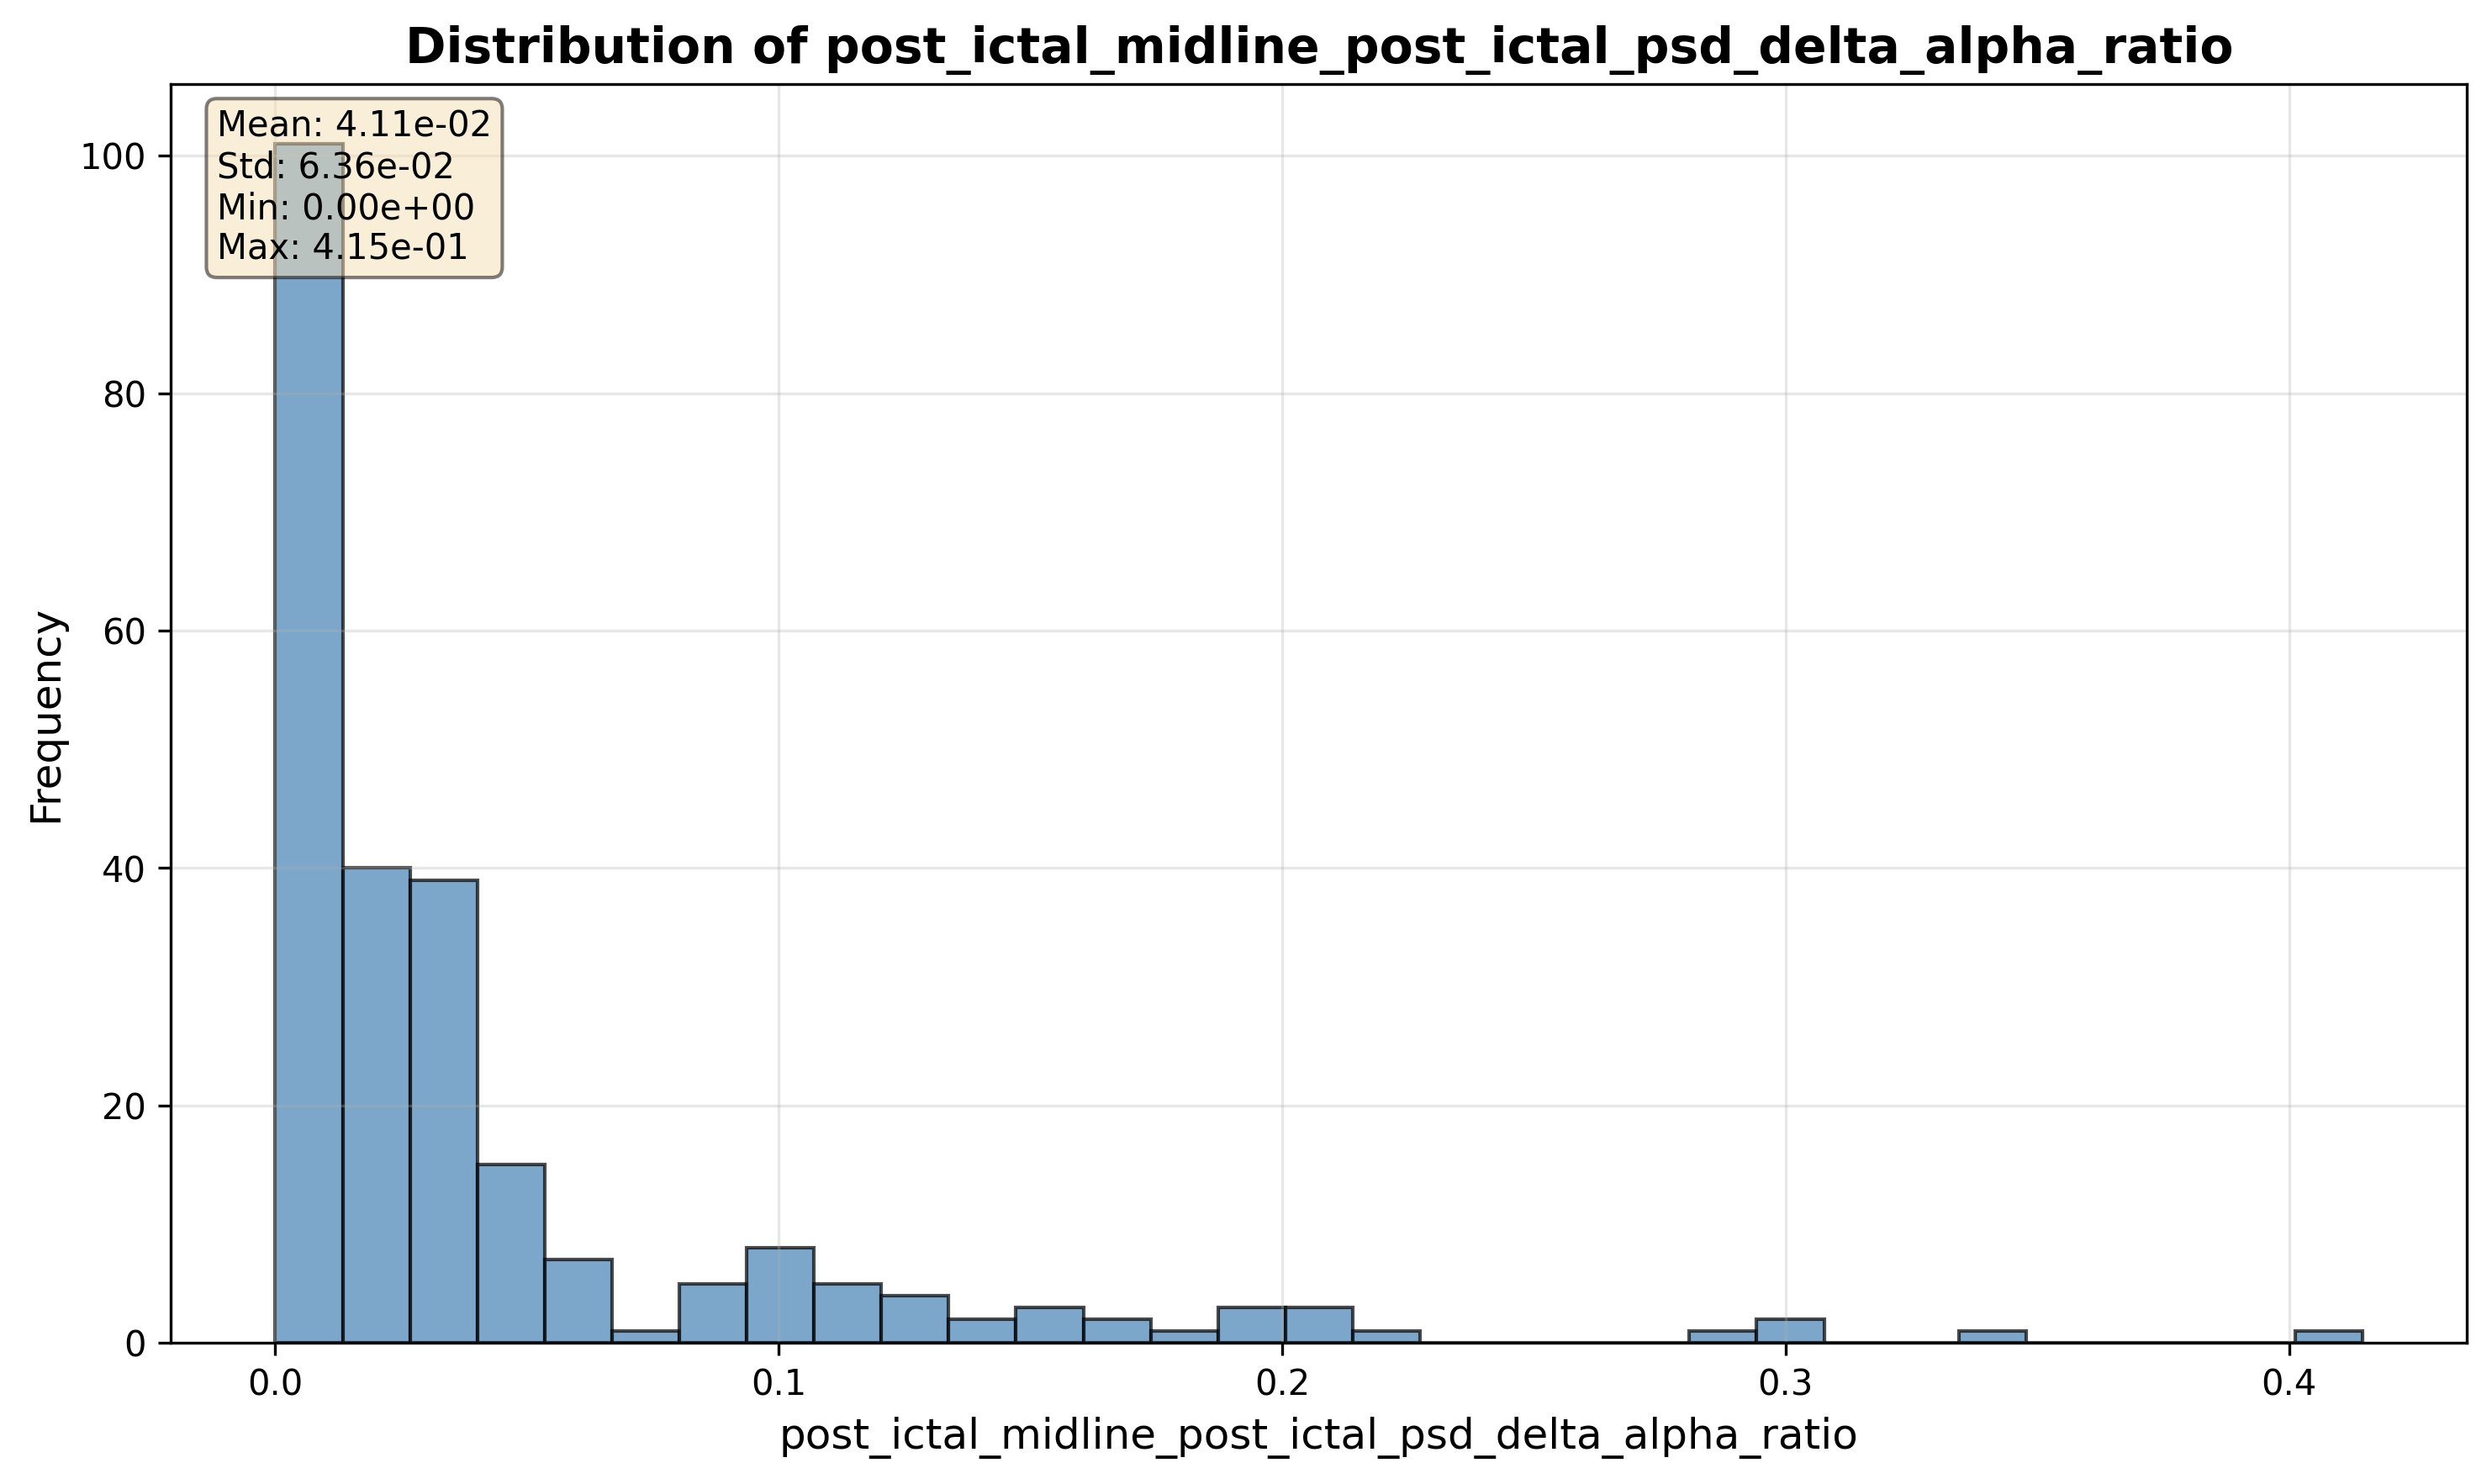 Distribution of post_ictal_midline_post_ictal_psd_delta_alpha_ratio
Mean: 4.11e-02
Std: 6.36e-02
Min: 0.00e+00
Max: 4.15e-01
100
80
60
40
20
0
Frequency
0.0 0.1 0.2 0.3 0.4
post_ictal_midline_post_ictal_psd_delta_alpha_ratio